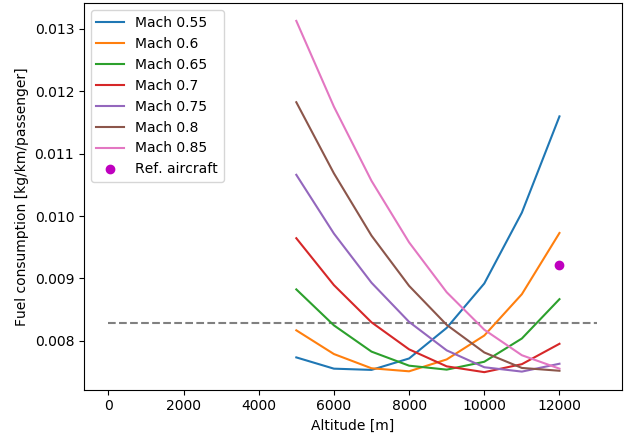 Fuel consumption [kg/km/passenger]
0.013
0.012
0.011
0.010
0.009
0.008
Mach 0.55
Mach 0.6
Mach 0.65
Mach 0.7
Mach 0.75
Mach 0.8
Mach 0.85
Ref. aircraft
0 2000 4000 6000 8000 10000 12000
Altitude [m]